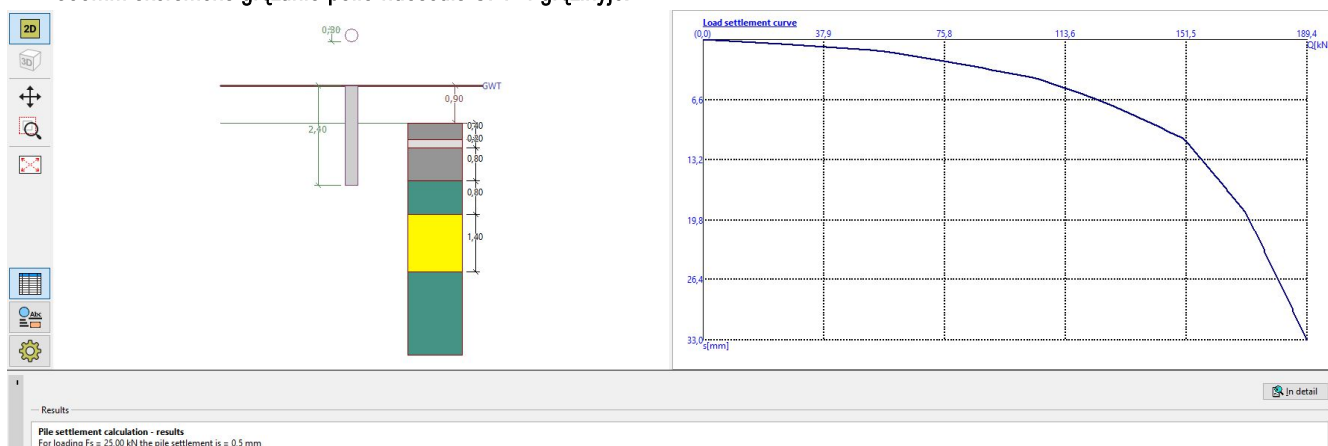 2D
3D
0,30
GWT
0,90
2,40
0,40
0,20
0,80
0,80
1,40
Abc
Load settlement curve
(0,0) 37,9 75,8 113,6 151,5 189,4
Q[kN
6,6
13,2
19,8
26,4
33,0
s[mm]
In detail
Results
Pile settlement calculation - results
For loading Fs = 25.00 kN the pile settlement is = 0.5 mm